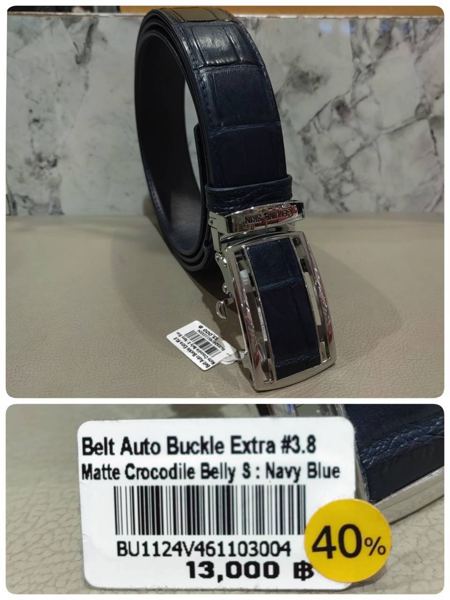 Belt Auto Buckle Extra #3.8
Matte Crocodile Belly S : Navy Blue
BU1124V461103004
13,000 ฿
40%